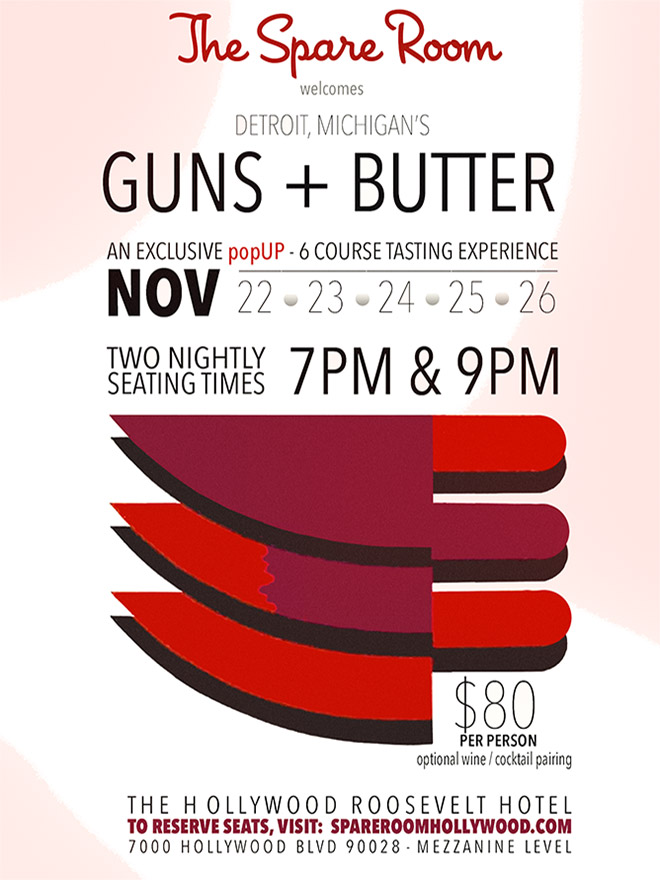 The Spare Room
welcomes
DETROIT, MICHIGAN'S
GUNS + BUTTER
AN EXCLUSIVE popUP - 6 COURSE TASTING EXPERIENCE
NOV 22 • 23 • 24 • 25 • 26
TWO NIGHTLY
SEATING TIMES
7PM & 9PM
$80
PER PERSON
optional wine / cocktail pairing
THE HOLLYWOOD ROOSEVELT HOTEL
TO RESERVE SEATS, VISIT: SPAREROOMHOLLYWOOD.COM
7000 HOLLYWOOD BLVD 90028 - MEZZANINE LEVEL